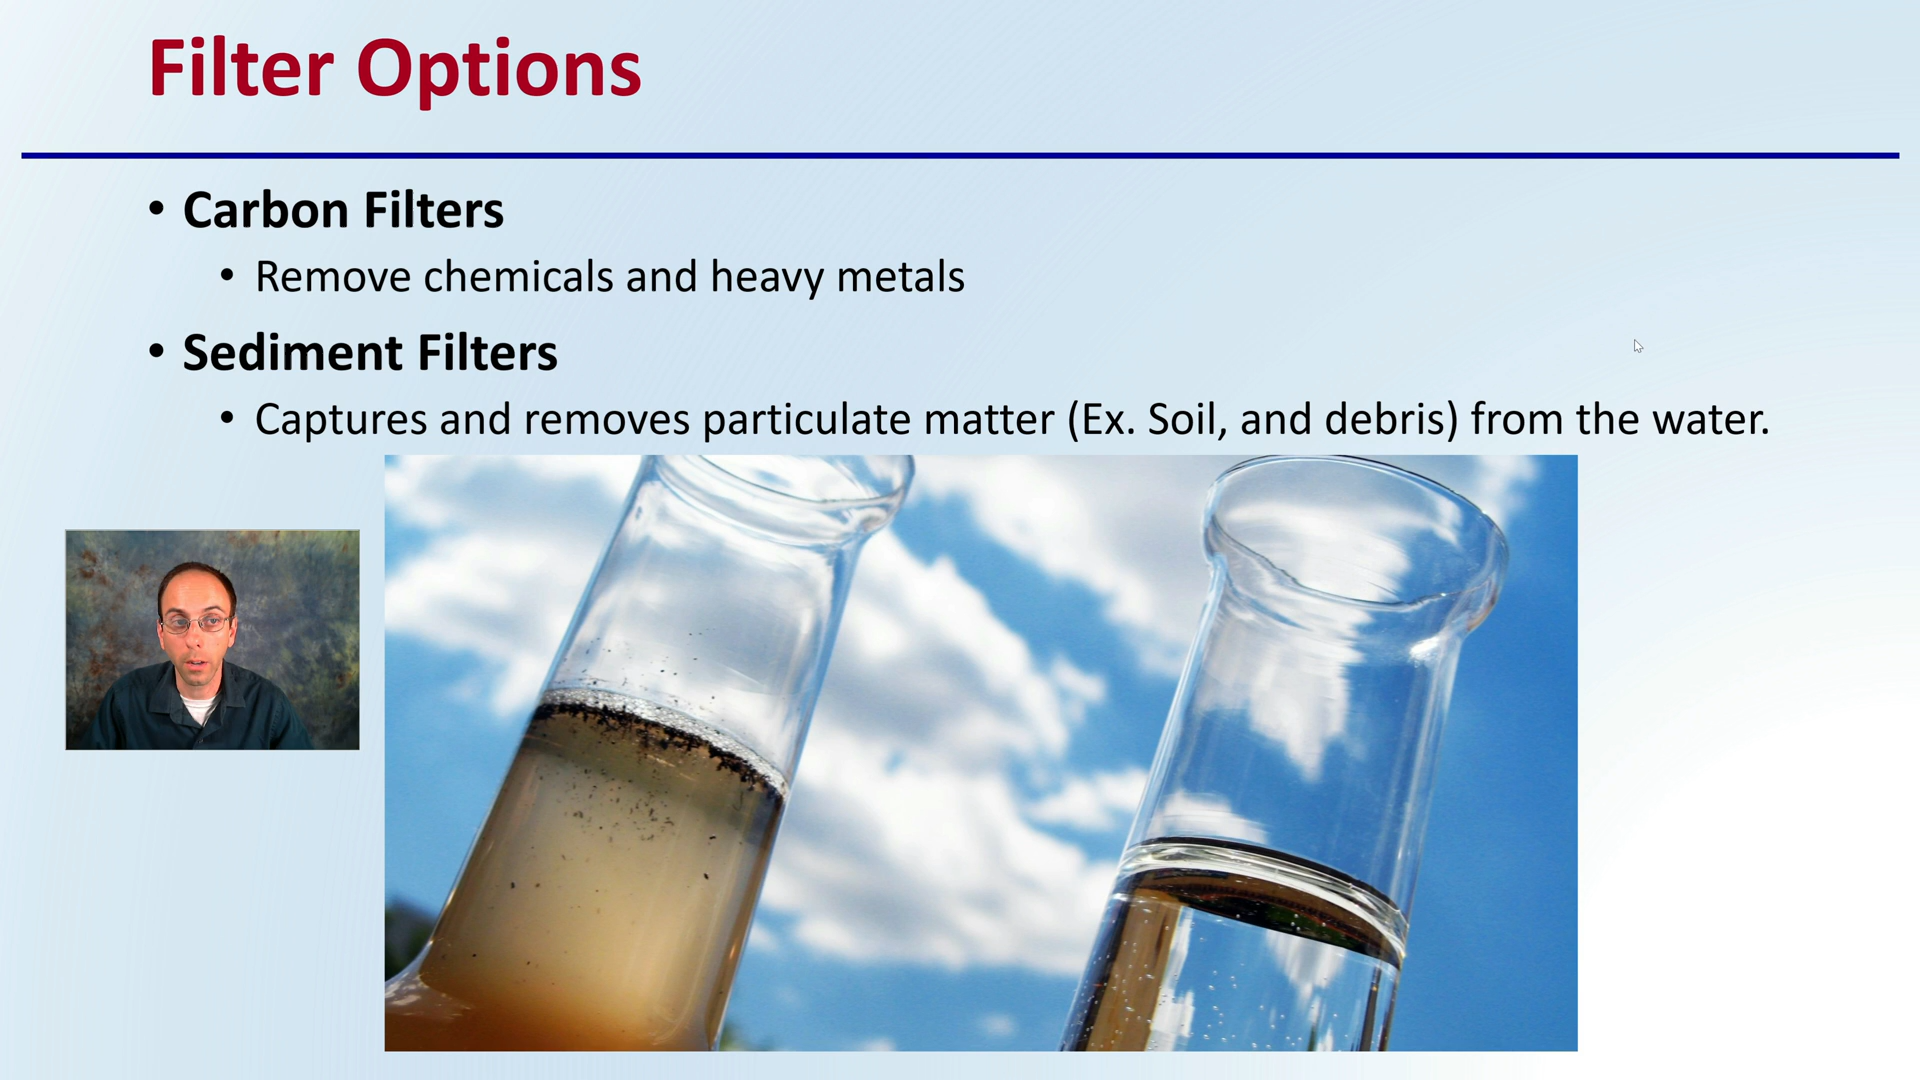 Filter Options
• Carbon Filters
• Remove chemicals and heavy metals
• Sediment Filters
• Captures and removes particulate matter (Ex. Soil, and debris) from the water.